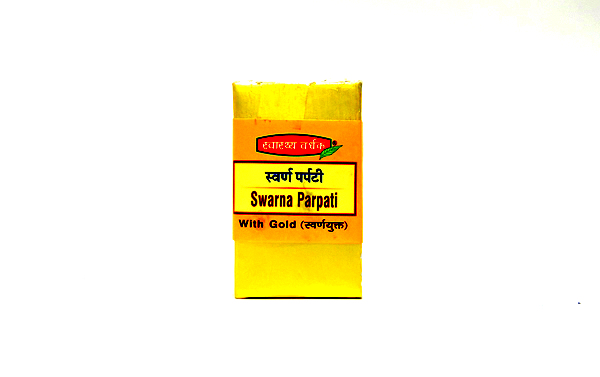 स्वास्थ्य वर्धक
स्वर्ण पर्पटी
Swarna Parpati
With Gold (स्वर्णयुक्त)